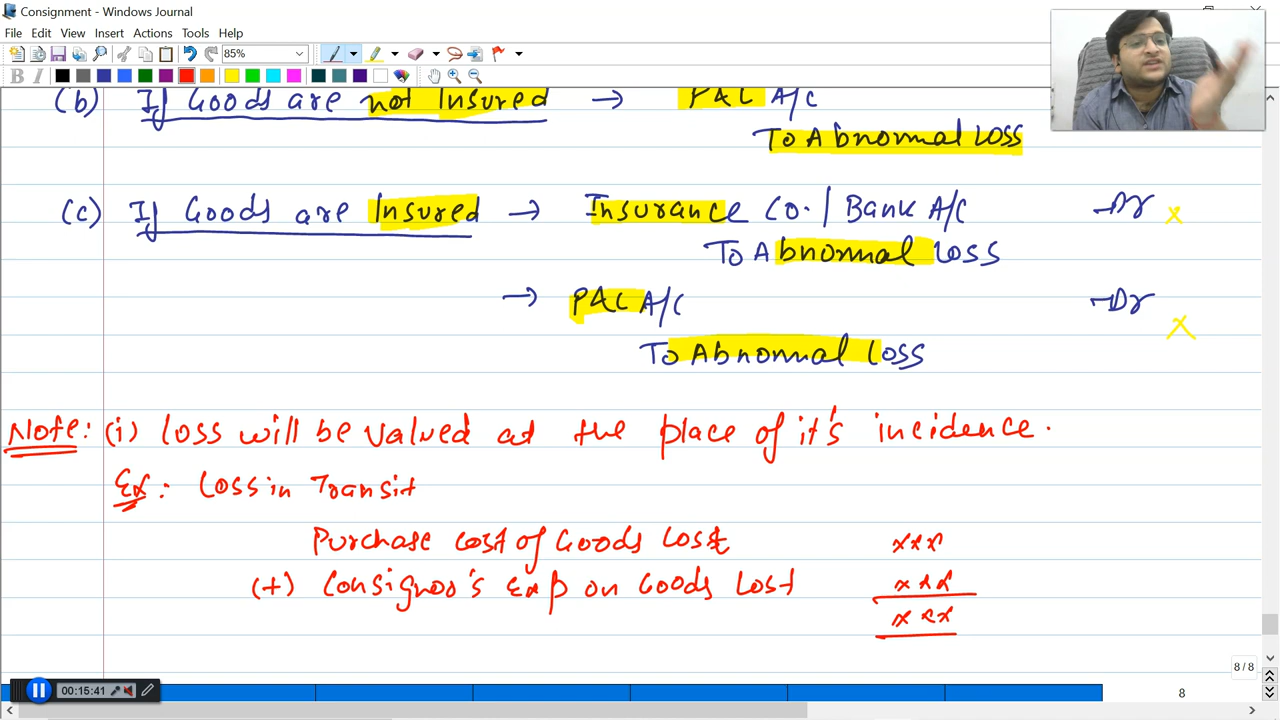 Consignment - Windows Journal
File Edit View Insert Actions Tools Help
85%
B I
(b) If Goods are not Insured → P&L A/C
To Abnormal Loss
(c) If Goods are Insured → Insurance Co. / Bank A/C -Dr x
To Abnormal Loss
→ P&L A/C -Dr x
To Abnormal Loss
Note: (i) Loss will be valued at the place of it's incidence.
Ex: Loss in Transit
Purchase cost of Goods Lost xxx
(+) Consignor's Exp on Goods Lost xxx
xxx
8 / 8
00:15:41
8